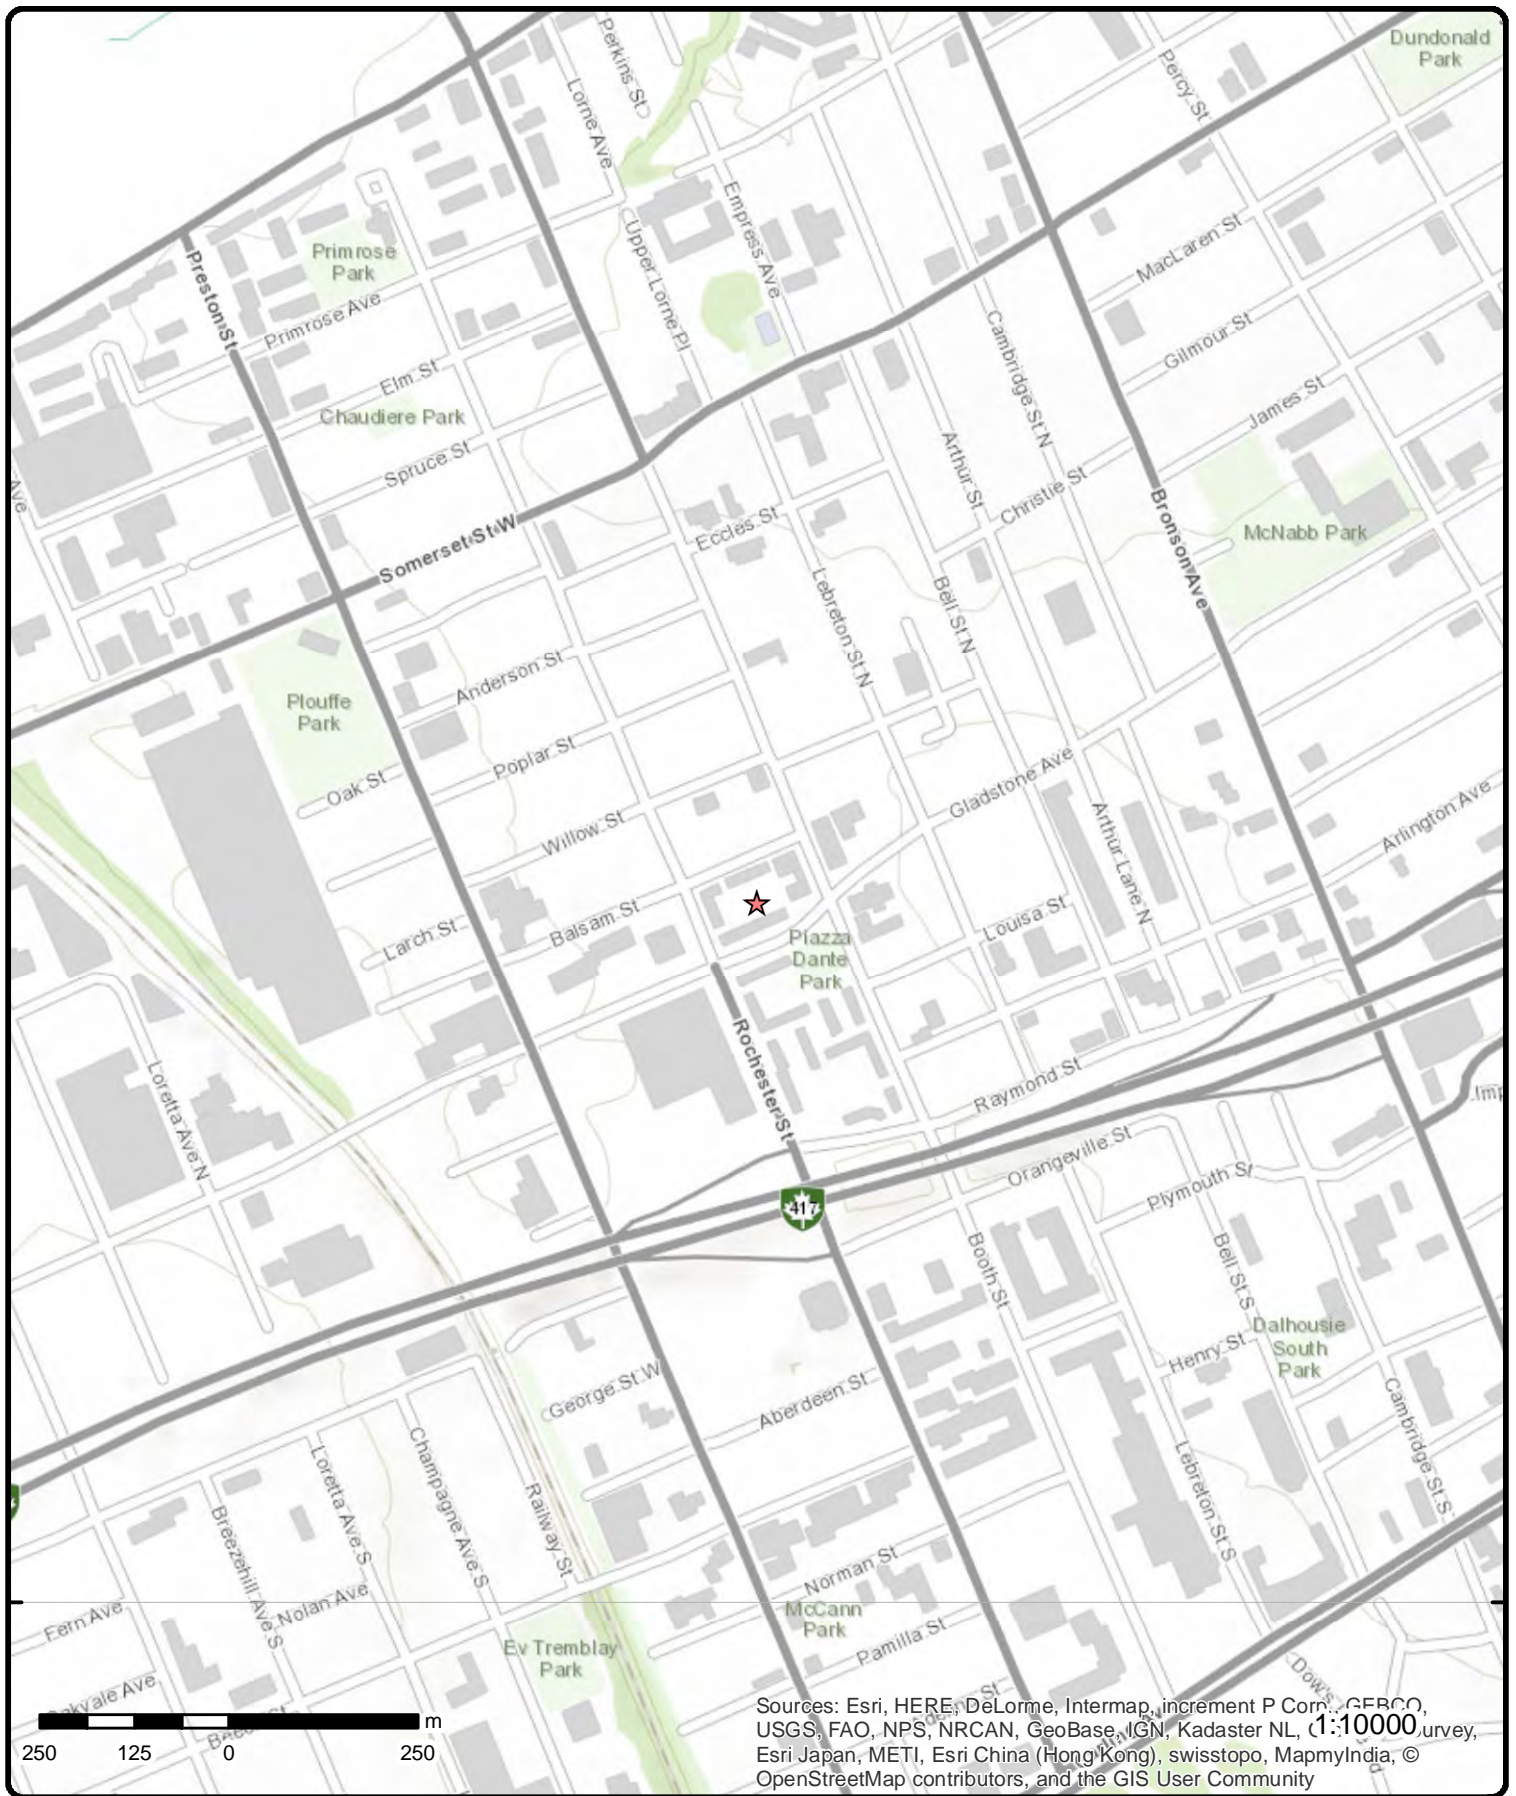 Dundonald
Park
Perkins St
Percy St
Lorne Ave
Empress Ave
Primrose
Park
Preston St
Upper Lorne Pl
MacLaren St
Primrose Ave
Cambridge St N
Gilmour St
Elm St
Chaudiere Park
James St
Arthur St
Spruce St
Ave
Christie St
Bronson Ave
McNabb Park
Eccles St
Somerset St W
Lebreton St N
Bell St N
Anderson St
Plouffe
Park
Poplar St
Oak St
Gladstone Ave
Arlington Ave
Willow St
Arthur Lane N
Balsam St
Larch St
Louisa St
Piazza
Dante
Park
Rochester St
Loretta Ave N
Raymond St
Imp
Orangeville St
Plymouth St
417
Booth St
Bell St S
Dalhousie
South
Park
Henry St
George St W
Aberdeen St
Cambridge St S
Champagne Ave S
Loretta Ave S
Lebreton St S
Railway St
Breezehill Ave S
Norman St
Nolan Ave
Fern Ave
McCann
Park
Pamilla St
Ev Tremblay
Park
Dow's
akvale Ave
Sources: Esri, HERE, DeLorme, Intermap, increment P Corp., GEBCO,
USGS, FAO, NPS, NRCAN, GeoBase, IGN, Kadaster NL, urvey,
1:10000
Esri Japan, METI, Esri China (Hong Kong), swisstopo, MapmyIndia, ©
OpenStreetMap contributors, and the GIS User Community
m
250 125 0 250